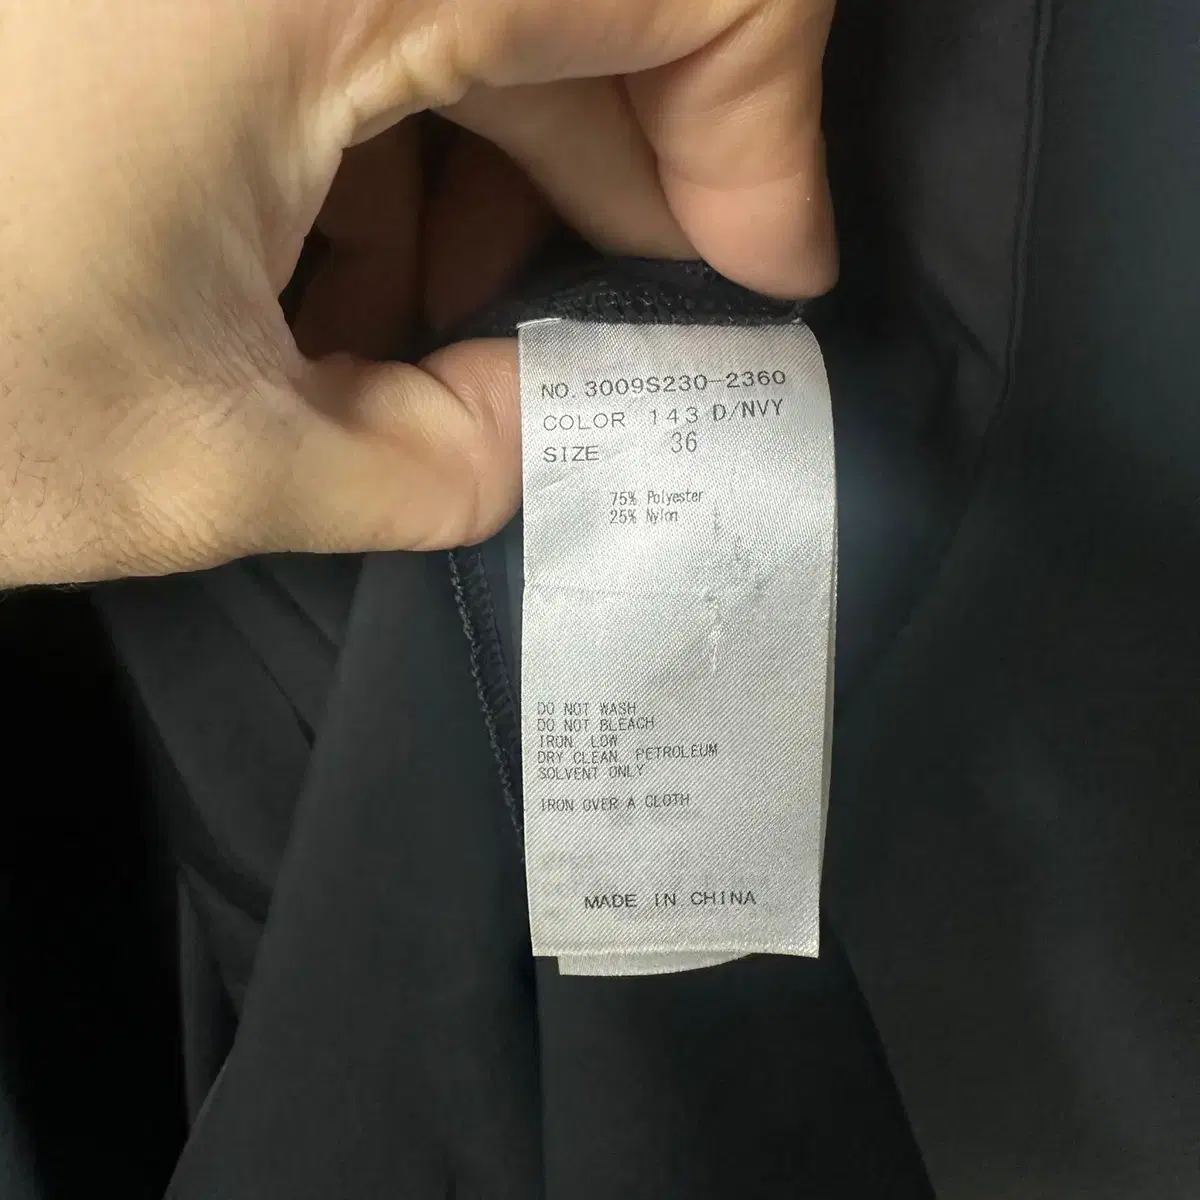 NO. 3009S230-2360
COLOR 143 D/NVY
SIZE 36
75% Polyester
25% Nylon
DO NOT WASH
DO NOT BLEACH
IRON LOW
DRY CLEAN PETROLEUM
SOLVENT ONLY
IRON OVER A CLOTH
MADE IN CHINA